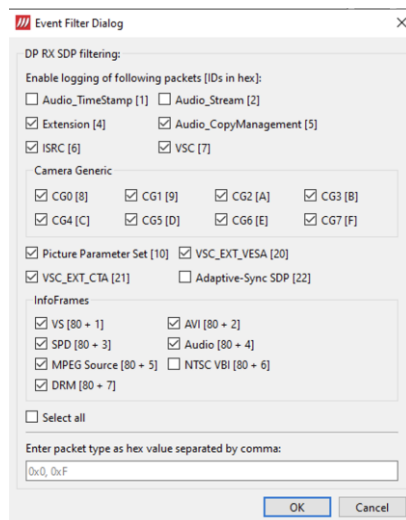 Event Filter Dialog
DP RX SDP filtering:
Enable logging of following packets [IDs in hex]:
Audio_TimeStamp [1] Audio_Stream [2]
Extension [4] Audio_CopyManagement [5]
ISRC [6] VSC [7]
Camera Generic
CG0 [8] CG1 [9] CG2 [A] CG3 [B]
CG4 [C] CG5 [D] CG6 [E] CG7 [F]
Picture Parameter Set [10] VSC_EXT_VESA [20]
VSC_EXT_CTA [21] Adaptive-Sync SDP [22]
InfoFrames
VS [80 + 1] AVI [80 + 2]
SPD [80 + 3] Audio [80 + 4]
MPEG Source [80 + 5] NTSC VBI [80 + 6]
DRM [80 + 7]
Select all
Enter packet type as hex value separated by comma:
0x0, 0xF
OK Cancel